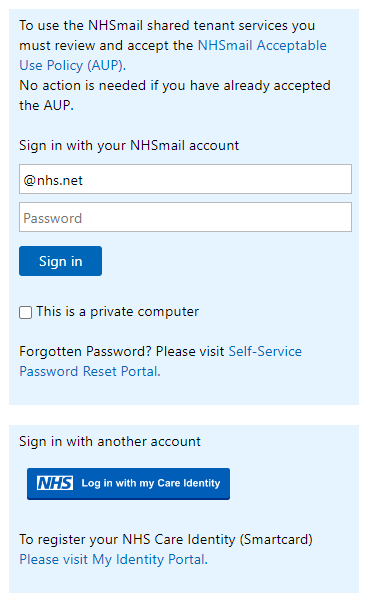 To use the NHSmail shared tenant services you
must review and accept the NHSmail Acceptable
Use Policy (AUP).
No action is needed if you have already accepted
the AUP.
Sign in with your NHSmail account
@nhs.net
Password
Sign in
This is a private computer
Forgotten Password? Please visit Self-Service
Password Reset Portal.
Sign in with another account
NHS Log in with my Care Identity
To register your NHS Care Identity (Smartcard)
Please visit My Identity Portal.